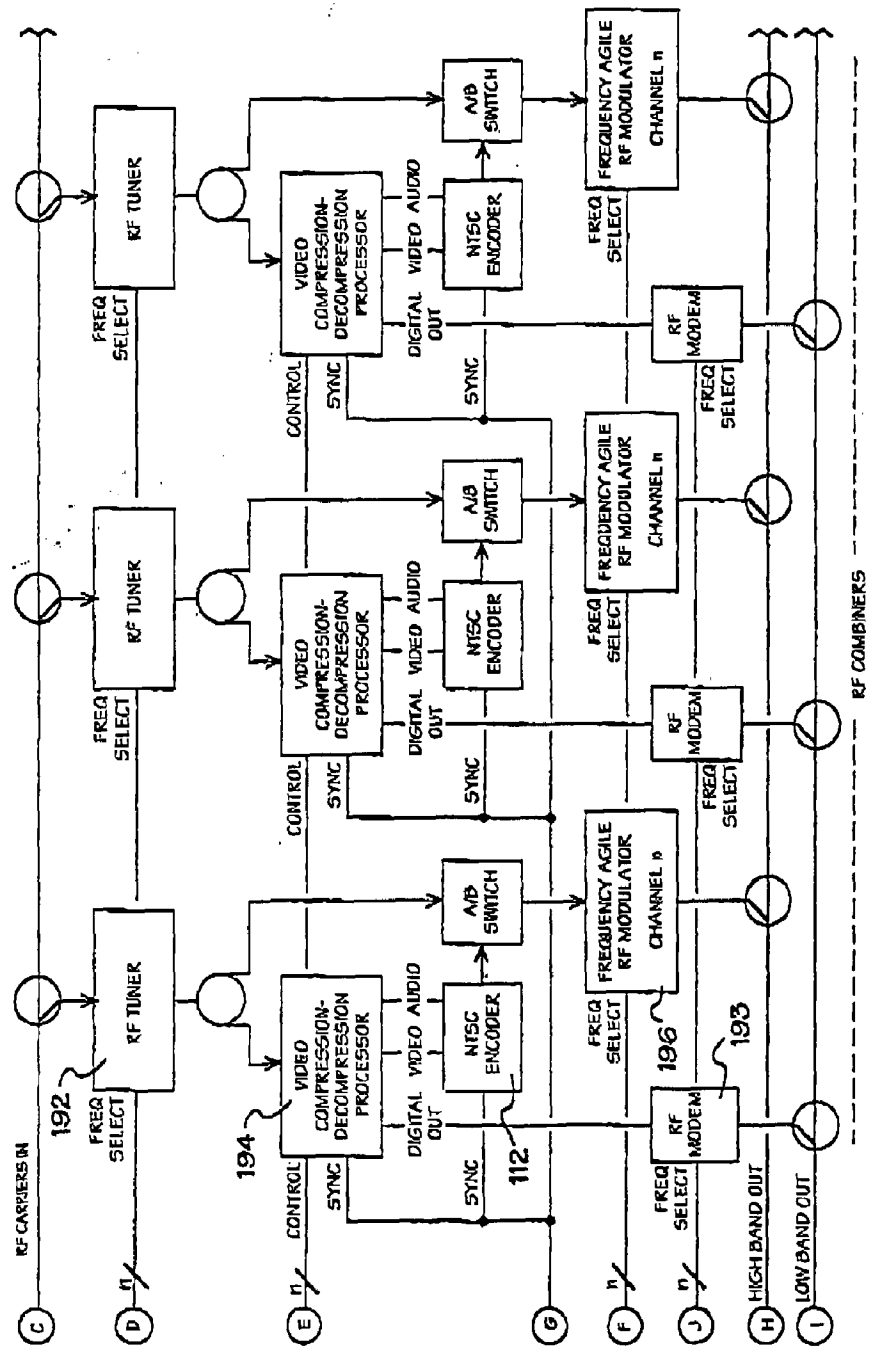 C
RF CARRIERS IN
D
n
192
FREQ
SELECT
RF TUNER
FREQ
SELECT
RF TUNER
FREQ
SELECT
RF TUNER
E
n
CONTROL
194
VIDEO
COMPRESSION-
DECOMPRESSION
PROCESSOR
SYNC
DIGITAL
OUT
VIDEO
AUDIO
CONTROL
VIDEO
COMPRESSION-
DECOMPRESSION
PROCESSOR
SYNC
DIGITAL
OUT
VIDEO
AUDIO
CONTROL
VIDEO
COMPRESSION-
DECOMPRESSION
PROCESSOR
SYNC
DIGITAL
OUT
VIDEO
AUDIO
SYNC
112
NTSC
ENCODER
A/B
SWITCH
SYNC
NTSC
ENCODER
A/B
SWITCH
SYNC
NTSC
ENCODER
A/B
SWITCH
G
F
n
FREQ
SELECT
196
FREQUENCY AGILE
RF MODULATOR
CHANNEL n
FREQ
SELECT
FREQUENCY AGILE
RF MODULATOR
CHANNEL n
FREQ
SELECT
FREQUENCY AGILE
RF MODULATOR
CHANNEL n
J
n
FREQ
SELECT
RF
MODEM
193
FREQ
SELECT
RF
MODEM
FREQ
SELECT
RF
MODEM
H
HIGH BAND OUT
I
LOW BAND OUT
RF COMBINERS